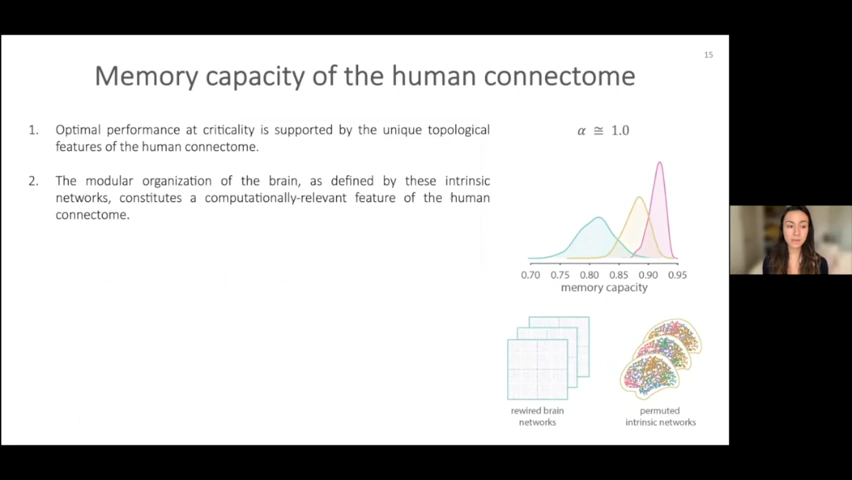 15
Memory capacity of the human connectome
1. Optimal performance at criticality is supported by the unique topological
features of the human connectome.
2. The modular organization of the brain, as defined by these intrinsic
networks, constitutes a computationally-relevant feature of the human
connectome.
α ≅ 1.0
0.70 0.75 0.80 0.85 0.90 0.95
memory capacity
rewired brain
networks
permuted
intrinsic networks